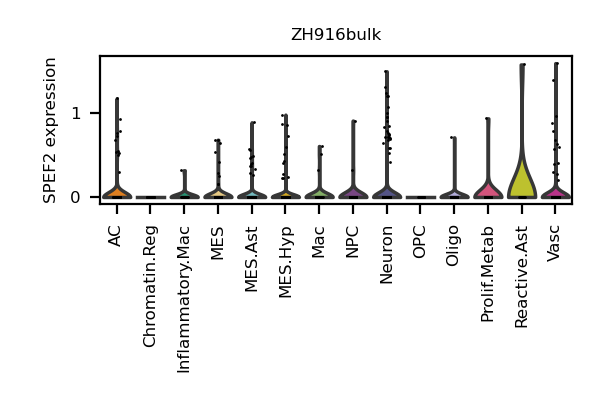 ZH916bulk
SPEF2 expression
1
0
AC
Chromatin.Reg
Inflammatory.Mac
MES
MES.Ast
MES.Hyp
Mac
NPC
Neuron
OPC
Oligo
Prolif.Metab
Reactive.Ast
Vasc